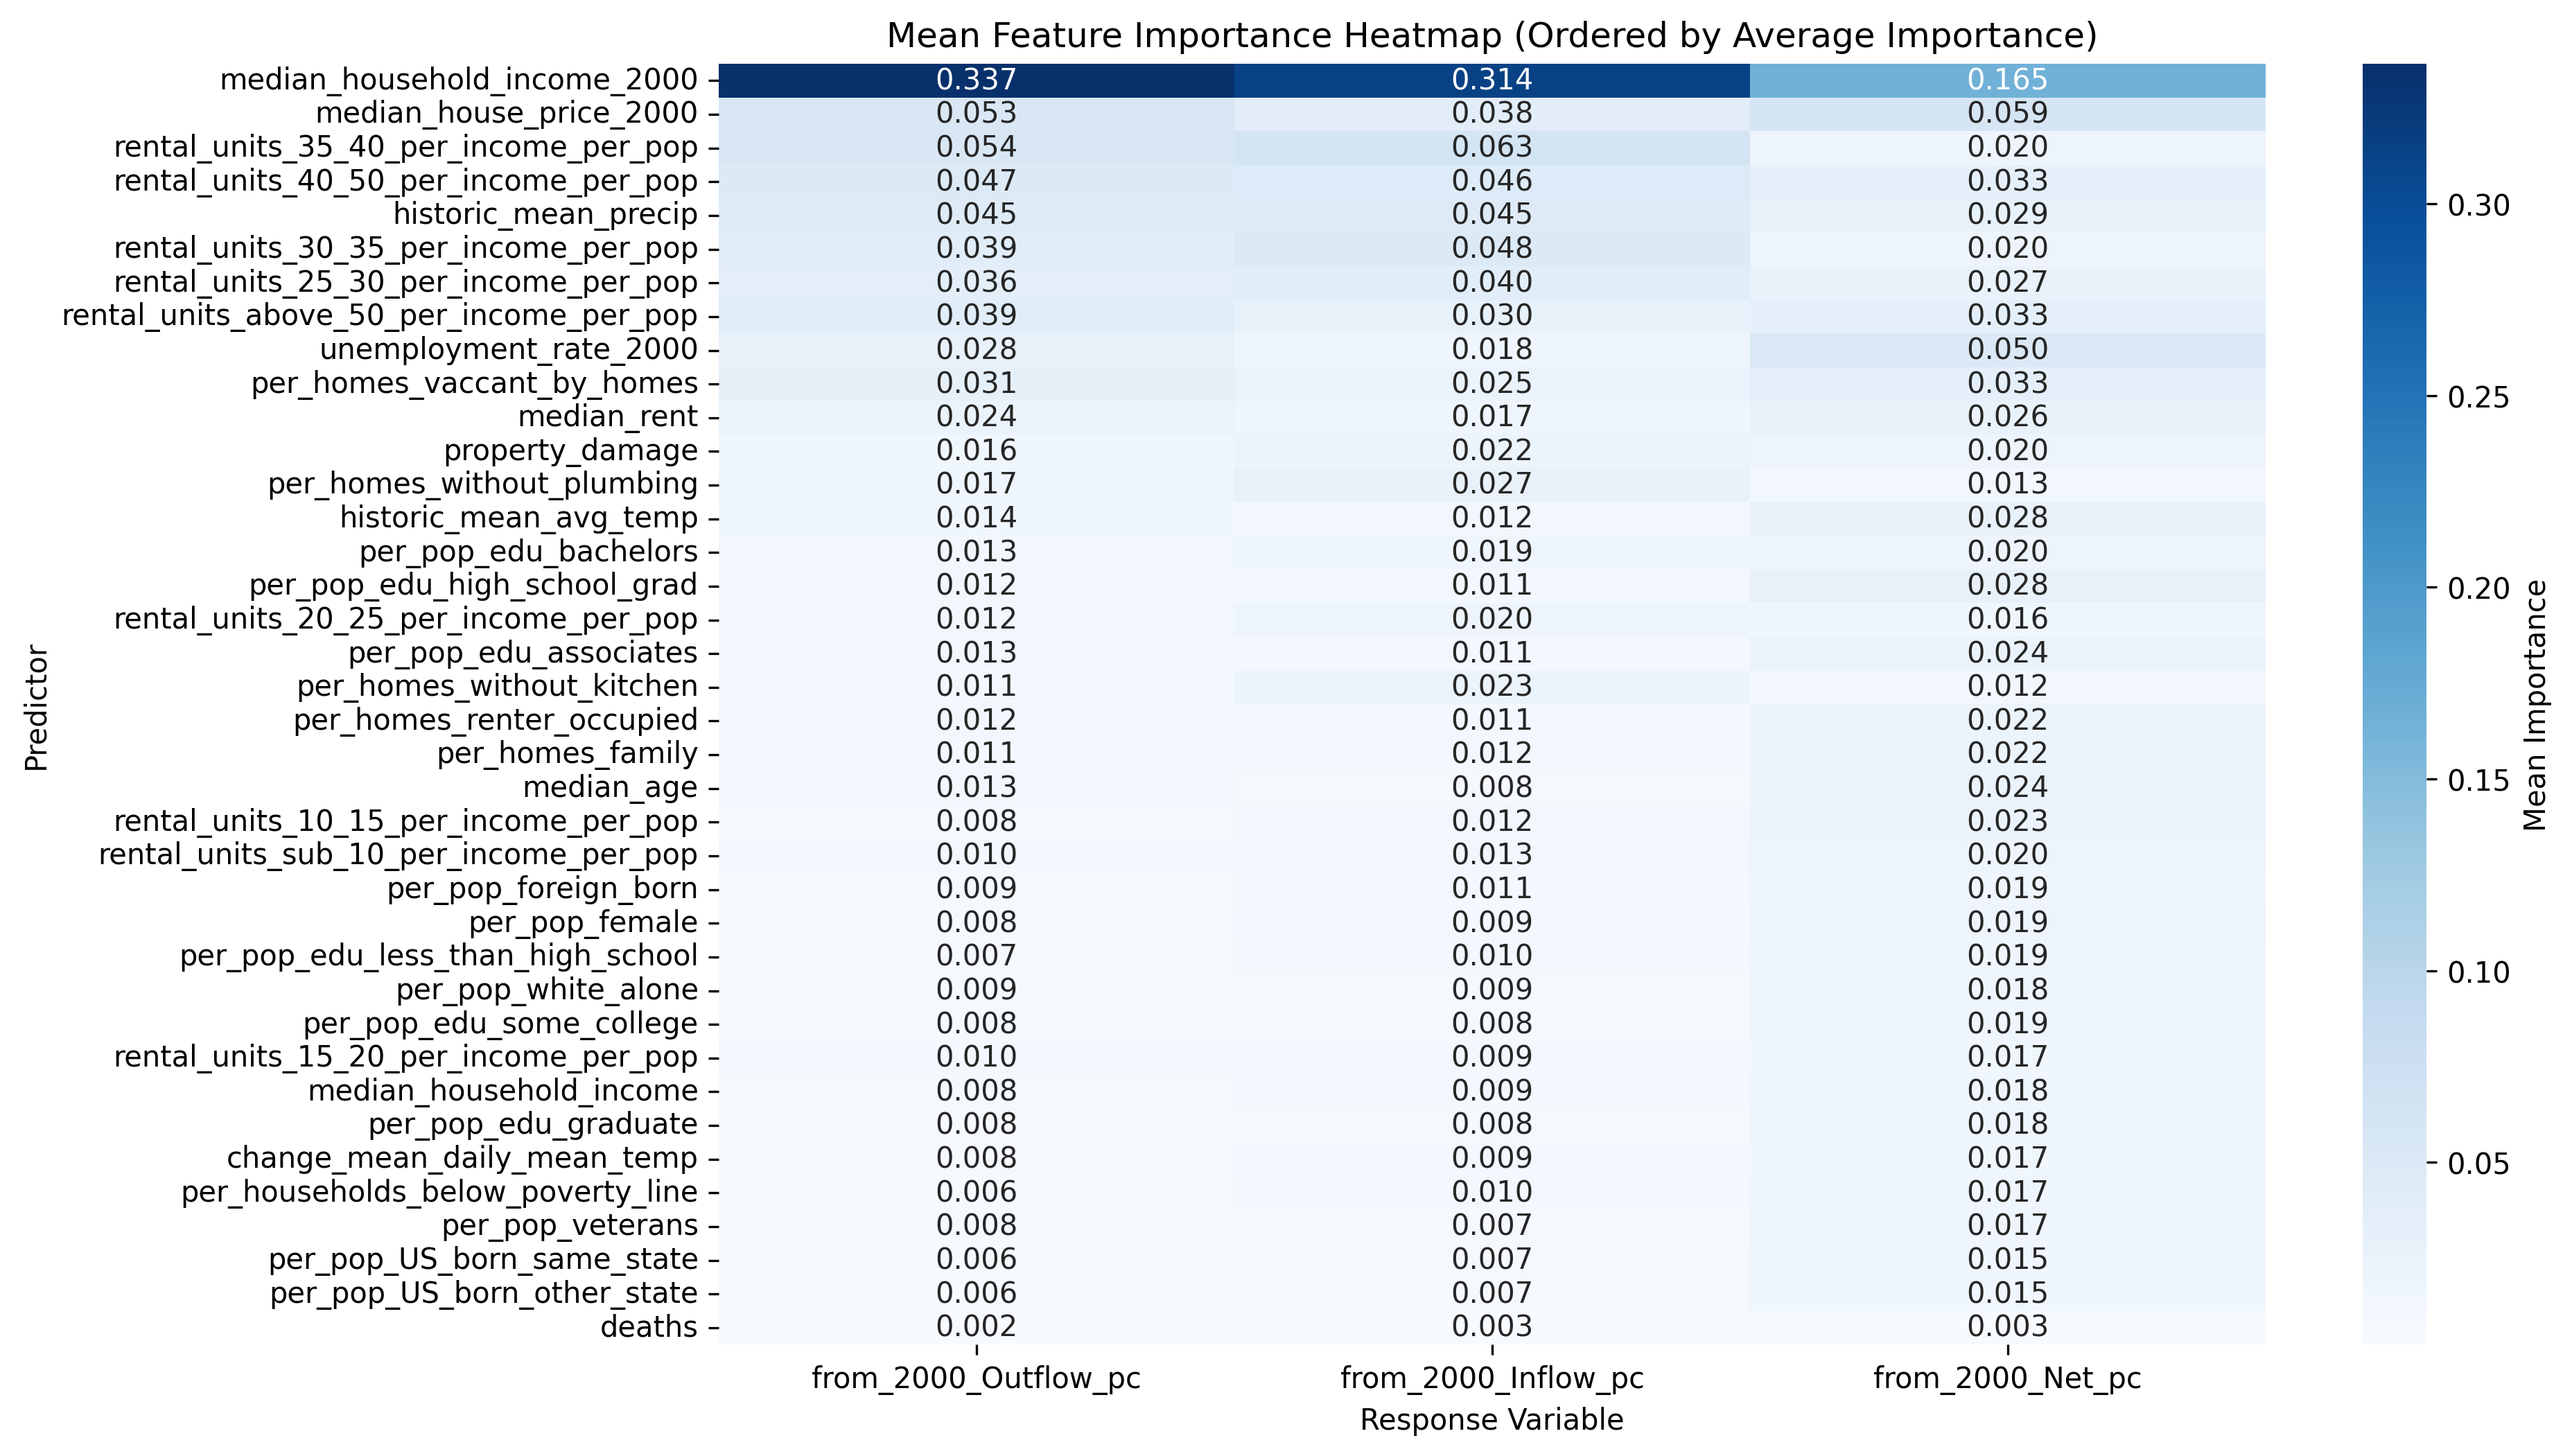 Mean Feature Importance Heatmap (Ordered by Average Importance)
median_household_income_2000 0.337 0.314 0.165
median_house_price_2000 0.053 0.038 0.059
rental_units_35_40_per_income_per_pop 0.054 0.063 0.020
rental_units_40_50_per_income_per_pop 0.047 0.046 0.033
historic_mean_precip 0.045 0.045 0.029
rental_units_30_35_per_income_per_pop 0.039 0.048 0.020
rental_units_25_30_per_income_per_pop 0.036 0.040 0.027
rental_units_above_50_per_income_per_pop 0.039 0.030 0.033
unemployment_rate_2000 0.028 0.018 0.050
per_homes_vaccant_by_homes 0.031 0.025 0.033
median_rent 0.024 0.017 0.026
property_damage 0.016 0.022 0.020
per_homes_without_plumbing 0.017 0.027 0.013
historic_mean_avg_temp 0.014 0.012 0.028
per_pop_edu_bachelors 0.013 0.019 0.020
per_pop_edu_high_school_grad 0.012 0.011 0.028
rental_units_20_25_per_income_per_pop 0.012 0.020 0.016
per_pop_edu_associates 0.013 0.011 0.024
per_homes_without_kitchen 0.011 0.023 0.012
per_homes_renter_occupied 0.012 0.011 0.022
per_homes_family 0.011 0.012 0.022
median_age 0.013 0.008 0.024
rental_units_10_15_per_income_per_pop 0.008 0.012 0.023
rental_units_sub_10_per_income_per_pop 0.010 0.013 0.020
per_pop_foreign_born 0.009 0.011 0.019
per_pop_female 0.008 0.009 0.019
per_pop_edu_less_than_high_school 0.007 0.010 0.019
per_pop_white_alone 0.009 0.009 0.018
per_pop_edu_some_college 0.008 0.008 0.019
rental_units_15_20_per_income_per_pop 0.010 0.009 0.017
median_household_income 0.008 0.009 0.018
per_pop_edu_graduate 0.008 0.008 0.018
change_mean_daily_mean_temp 0.008 0.009 0.017
per_households_below_poverty_line 0.006 0.010 0.017
per_pop_veterans 0.008 0.007 0.017
per_pop_US_born_same_state 0.006 0.007 0.015
per_pop_US_born_other_state 0.006 0.007 0.015
deaths 0.002 0.003 0.003
from_2000_Outflow_pc from_2000_Inflow_pc from_2000_Net_pc
Response Variable
Predictor
0.30
0.25
0.20
0.15
0.10
0.05
Mean Importance